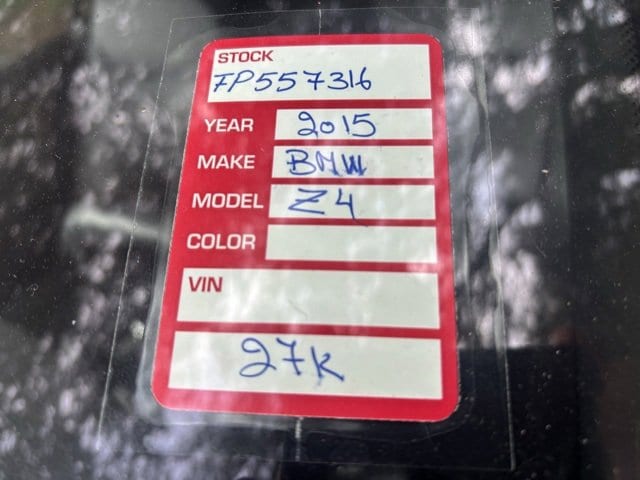 STOCK
FP557316
YEAR 2015
MAKE BMW
MODEL Z4
COLOR
VIN
27K